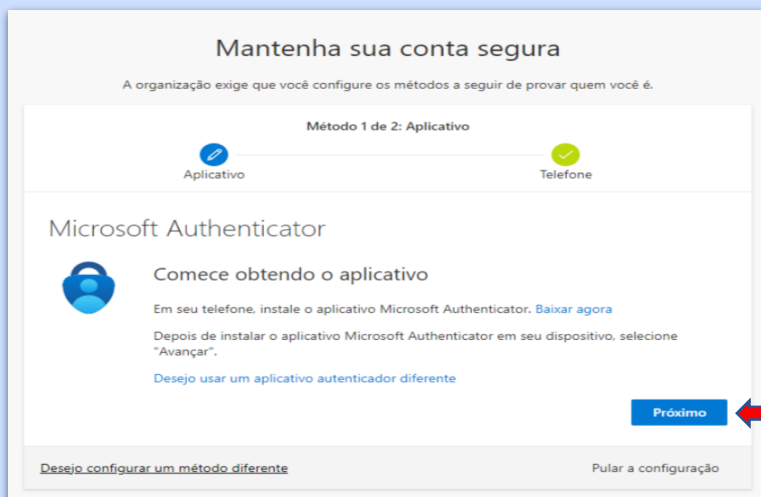 Mantenha sua conta segura
A organização exige que você configure os métodos a seguir de provar quem você é.
Método 1 de 2: Aplicativo
Aplicativo
Telefone
Microsoft Authenticator
Comece obtendo o aplicativo
Em seu telefone, instale o aplicativo Microsoft Authenticator. Baixar agora
Depois de instalar o aplicativo Microsoft Authenticator em seu dispositivo, selecione
"Avançar".
Desejo usar um aplicativo autenticador diferente
Próximo
Desejo configurar um método diferente
Pular a configuração